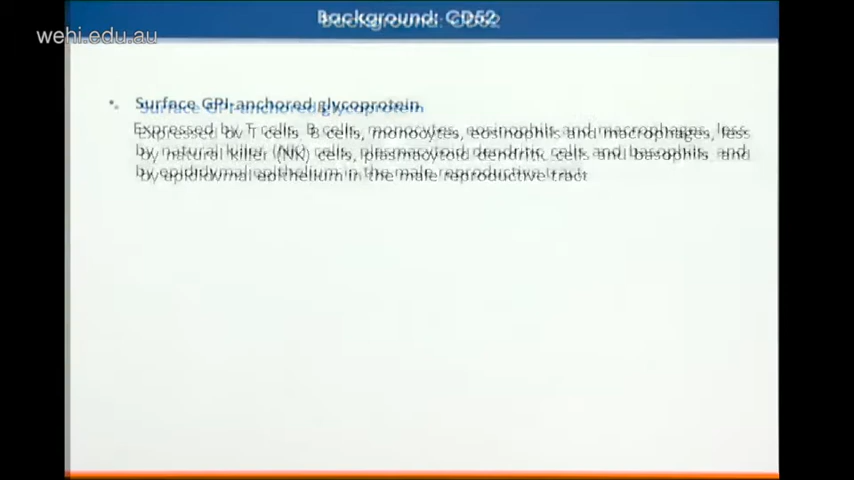 Background: CD52
wehi.edu.au
• Surface GPI-anchored glycoprotein
Expressed by T cells, B cells, monocytes, eosinophils and macrophages, less
by natural killer (NK) cells, plasmacytoid dendritic cells and basophils, and
by epididymal epithelium in the male reproductive tract